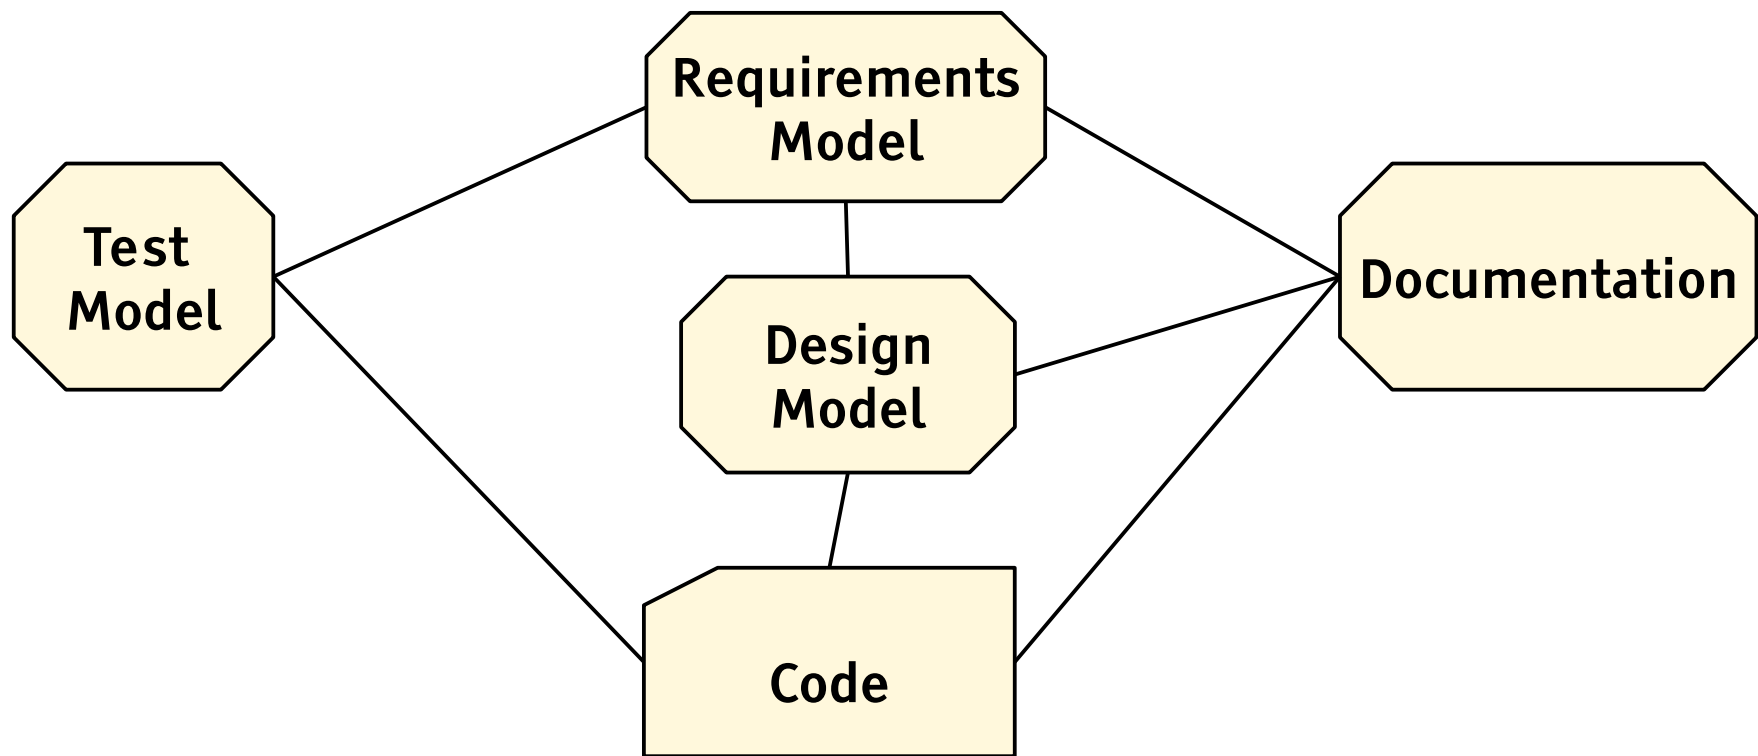 Requirements
Model
Test
Model
Documentation
Design
Model
Code